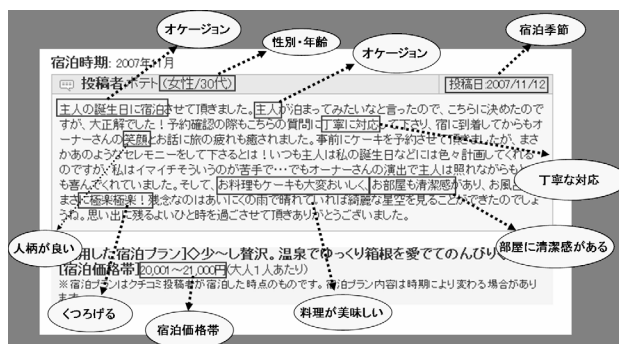 オケージョン
性別・年齢
オケージョン
宿泊季節
宿泊時期: 2007年 月
投稿者:ポテト (女性/30代)
投稿日:2007/11/12
主人の誕生日に宿泊させて頂きました。主人が泊まってみたいなと言ったので、こちらに決めたので
すが、大正解でした！予約確認の際もこちらの質問に丁寧に対応して下さり、宿に到着してからもオ
ーナーさんの笑顔とお話に旅の疲れも癒されました。事前にケーキを予約させて頂きましたが、まさ
かあのようなセレモニーをして下さるとは！いつも主人は私の誕生日などには色々計画してくれる
のですが、私はイマイチそういうのが苦手で…でもオーナーさんの演出で主人は照れながらも
も喜んでくれていました。そして、お料理もケーキも大変おいしく、お部屋も清潔感があり、お風
まさに極楽極楽！残念なのはあいにくの雨で晴れていれば綺麗な星空を見ることができたのでしょ
うね。思い出に残るよいひと時を過ごさせて頂きありがとうございました。
丁寧な対応
人柄が良い
部屋に清潔感がある
用した宿泊プラン]◇少～し贅沢。温泉でゆっくり箱根を愛でてのんびり
[宿泊価格帯]20,001～21,000円(大人1人あたり)
※宿泊プランはクチコミ投稿者が宿泊した時点のものです。宿泊プラン内容は時期により変わる場合があり
ます
くつろげる
宿泊価格帯
料理が美味しい